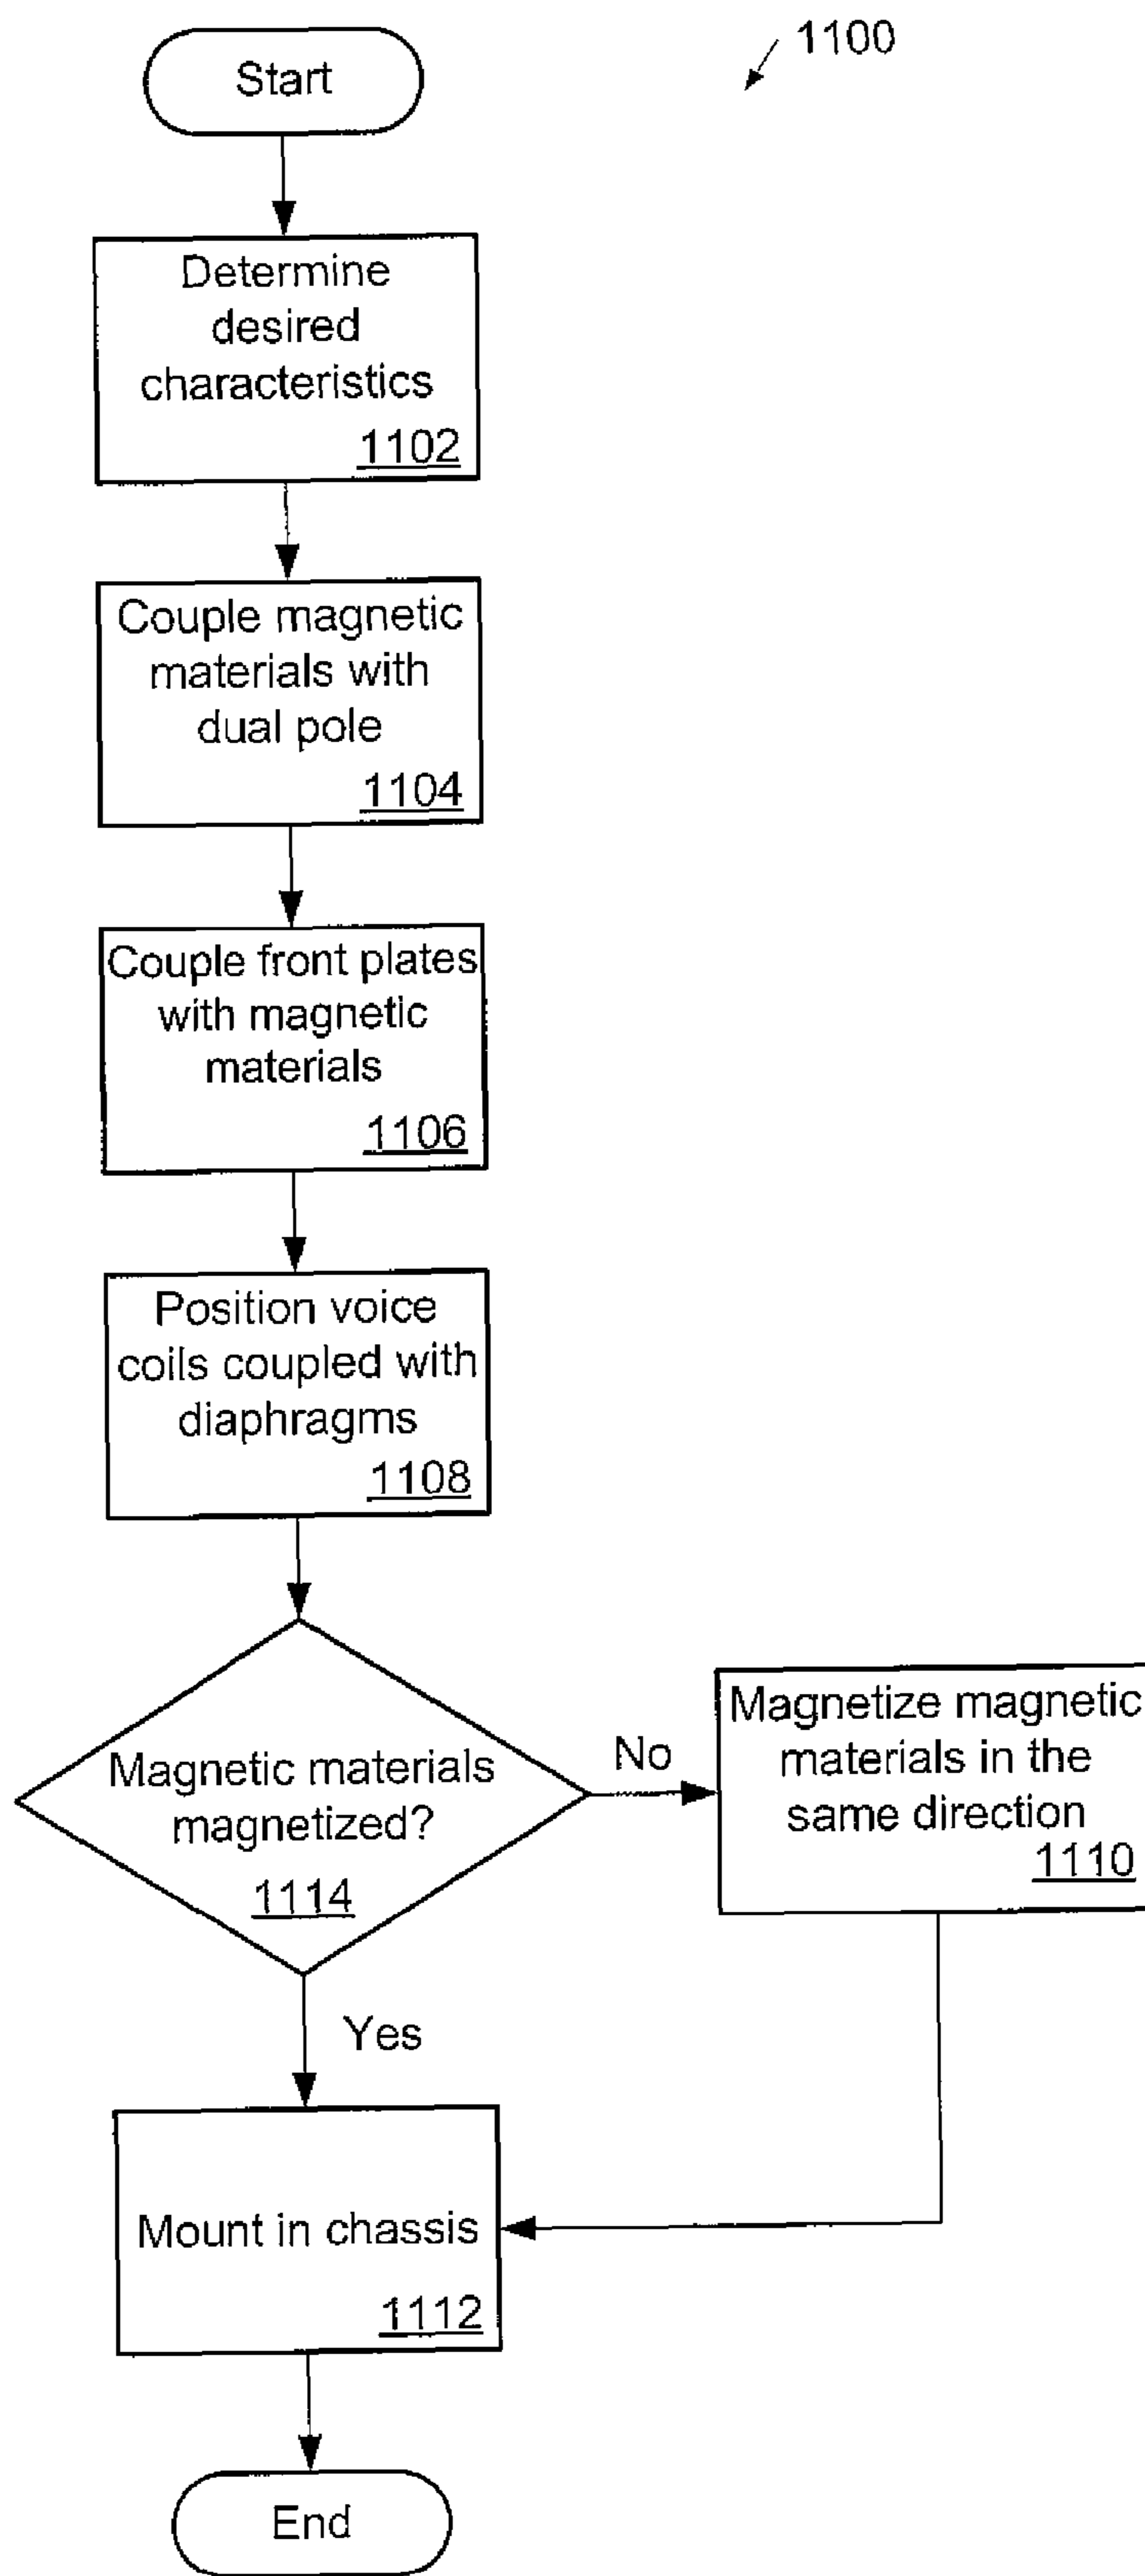 1100
Start
Determine
desired
characteristics
1102
Couple magnetic
materials with
dual pole
1104
Couple front plates
with magnetic
materials
1106
Position voice
coils coupled with
diaphragms
1108
Magnetic materials
magnetized?
1114
No
Magnetize magnetic
materials in the
same direction
1110
Yes
Mount in chassis
1112
End